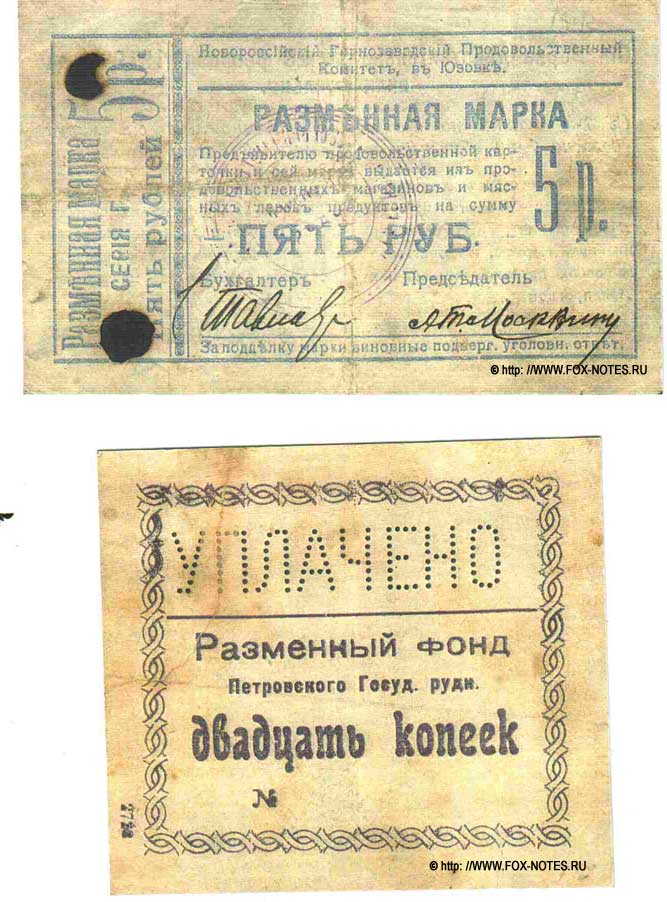 Новороссійскій Горнозаводскій Продовольственный
Комитетъ, въ Юзовкѣ.
РАЗМѢННАЯ МАРКА
Предъявителю продовольственной кар-
точки и сей марки выдается изъ про-
довольственныхъ магазиновъ и мяс-
ныхъ лавокъ продуктовъ на сумму
5 р.
ПЯТЬ РУБ.
Бухгалтеръ Предсѣдатель
За поддѣлку марки виновные подверг. уголовн. отвѣт.
Размѣнная марка 5 р.
СЕРІЯ Г.
Пять рублей
© http: //WWW.FOX-NOTES.RU
УПЛАЧЕНО
Разменный фонд
Петровского Госуд. рудн.
двадцать копеек
№
© http: //WWW.FOX-NOTES.RU